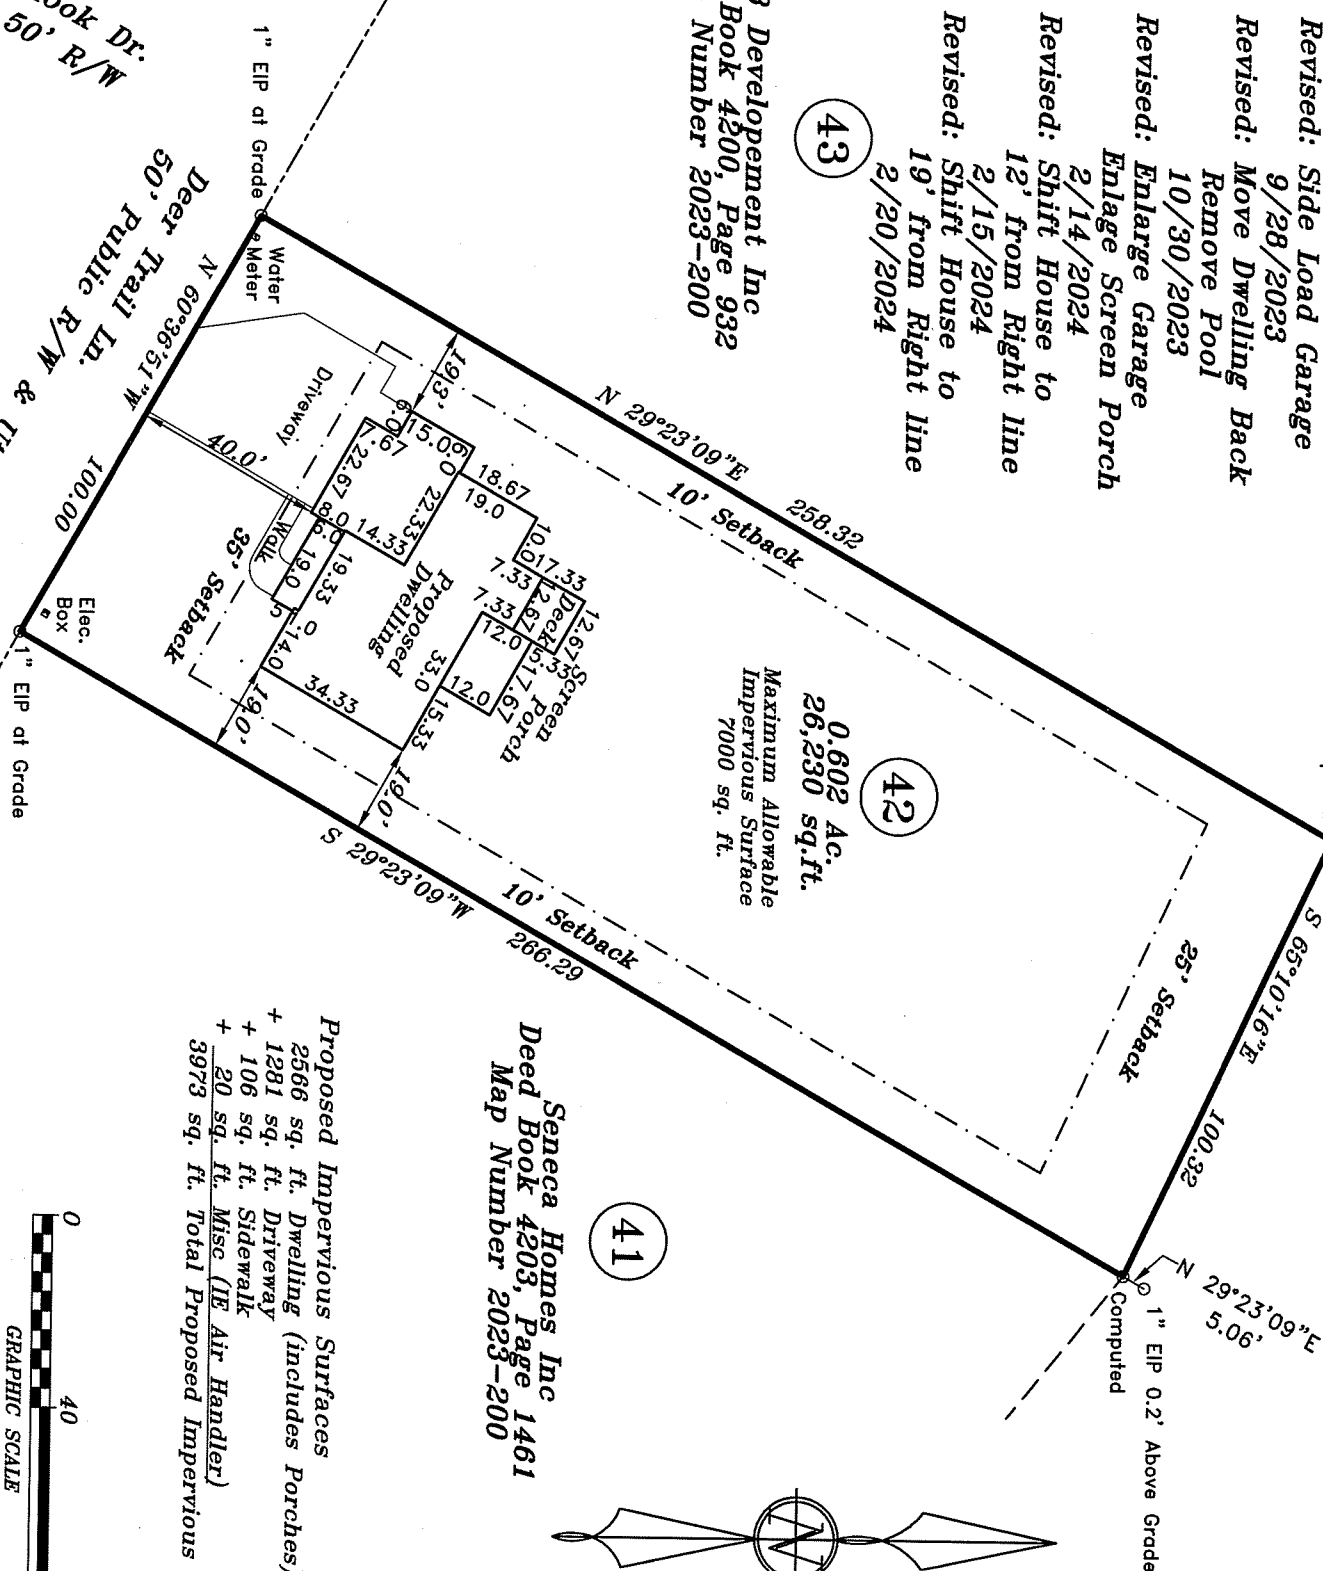 Revised: Side Load Garage
9/28/2023
Revised: Move Dwelling Back
Remove Pool
10/30/2023
Revised: Enlarge Garage
Enlage Screen Porch
2/14/2024
Revised: Shift House to
12' from Right line
2/15/2024
Revised: Shift House to
19' from Right line
2/20/2024
43
Developement Inc
Book 4200, Page 932
Number 2023-200
Dr.
50' R/W
1" EIP at Grade
Water
Meter
Deer Trail Ln.
50' Public R/W &
N 60°36'51"W
100.00
Elec.
Box
1" EIP at Grade
N 29°23'09"E
258.32
10' Setback
19.3'
Driveway
40.0'
Walk
35' Setback
6.0
15.0
9.0
7.67
22.67
22.33
8.0
14.33
6.0
19.0
19.33
5.0
14.0
34.33
18.67
19.0
10.0
17.33
7.33
7.33
12.67
Deck
12.67
12.0
5.33
17.67
12.0
33.0
15.33
Screen
Porch
Proposed
Dwelling
19.0'
19.0'
S 29°23'09"W
266.29
10' Setback
42
0.602 Ac.
26,230 sq.ft.
Maximum Allowable
Impervious Surface
7000 sq. ft.
25' Setback
S 65°10'16"E
100.32
N 29°23'09"E
5.06'
1" EIP 0.2' Above Grade
Computed
41
Seneca Homes Inc
Deed Book 4203, Page 1461
Map Number 2023-200
Proposed Impervious Surfaces
2566 sq. ft. Dwelling (includes Porches)
+ 1281 sq. ft. Driveway
+ 106 sq. ft. Sidewalk
+ 20 sq. ft. Misc (IE Air Handler)
3973 sq. ft. Total Proposed Impervious
N
0
40
GRAPHIC SCALE